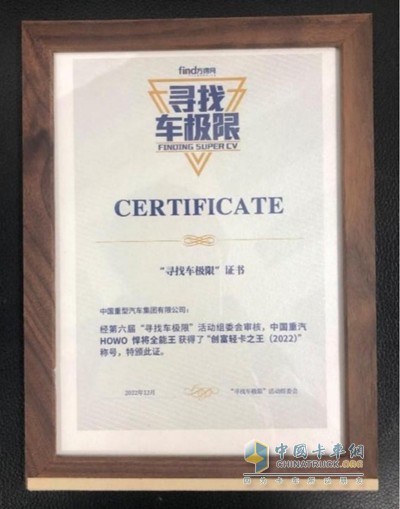 find方得网
寻找
车极限
FINDING SUPER CV
CERTIFICATE
“寻找车极限”证书
中国重型汽车集团有限公司：
经第六届“寻找车极限”活动组委会审核，中国重汽
HOWO 悍将全能王 获得了“创富轻卡之王（2022）”
称号，特颁此证。
2022年12月 “寻找车极限”活动组委会
中国卡车网
CHINATRUCK.ORG